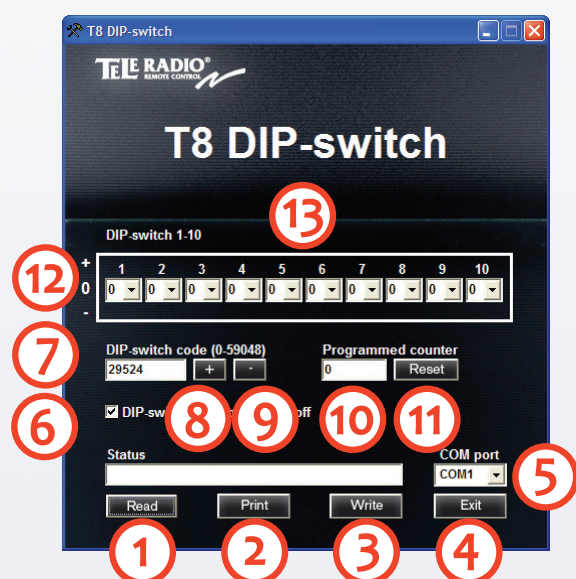 T8 DIP-switch
TELE RADIO®
REMOTE CONTROL
T8 DIP-switch
13
DIP-switch 1-10
12
+
0
-
1 2 3 4 5 6 7 8 9 10
0 0 0 0 0 0 0 0 0 0
7
DIP-switch code (0-59048) Programmed counter
29524 + - 0 Reset
6
DIP-sw off
8 9 10 11
Status COM port
COM1
5
Read Print Write Exit
1 2 3 4